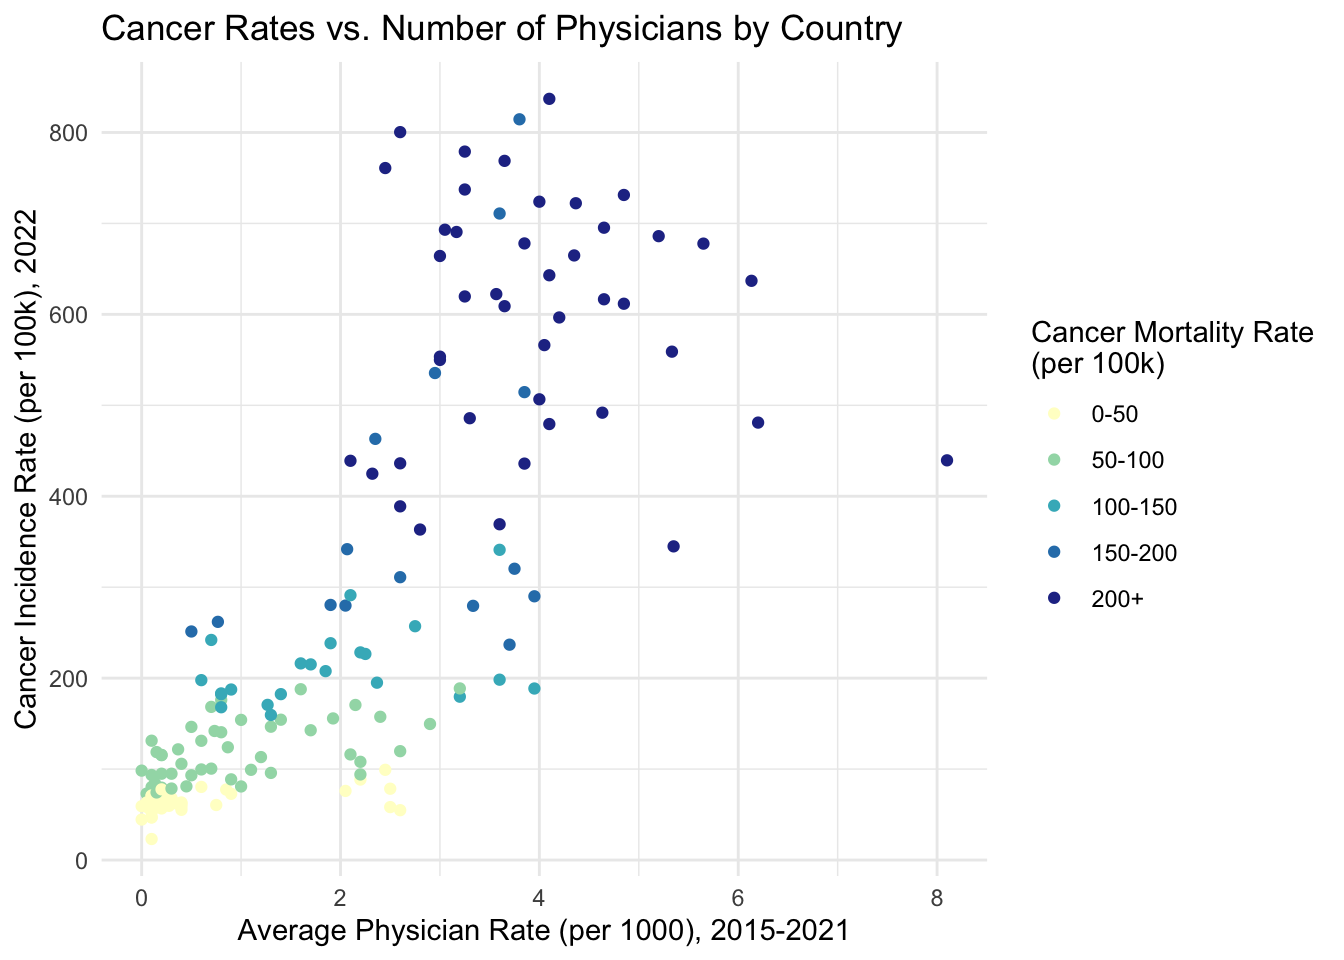 Cancer Rates vs. Number of Physicians by Country
Cancer Incidence Rate (per 100k), 2022
800
600
400
200
0
0 2 4 6 8
Average Physician Rate (per 1000), 2015-2021
Cancer Mortality Rate
(per 100k)
0-50
50-100
100-150
150-200
200+